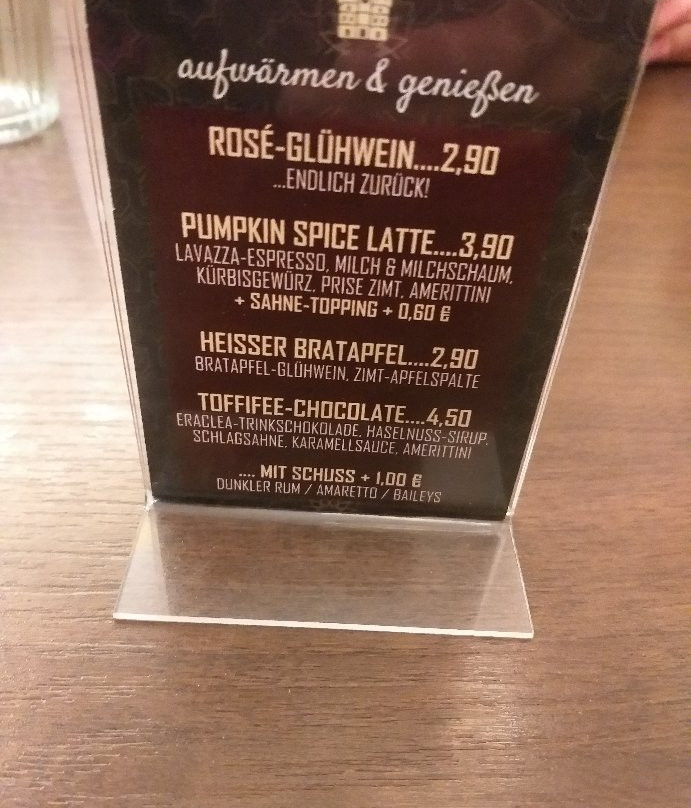 aufwärmen & genießen
ROSÉ-GLÜHWEIN....2,90
...ENDLICH ZURÜCK!
PUMPKIN SPICE LATTE....3,90
LAVAZZA-ESPRESSO, MILCH & MILCHSCHAUM,
KÜRBISGEWÜRZ, PRISE ZIMT, AMERITTINI
+ SAHNE-TOPPING + 0,60 €
HEISSER BRATAPFEL....2,90
BRATAPFEL-GLÜHWEIN, ZIMT-APFELSPALTE
TOFFIFEE-CHOCOLATE....4,50
ERACLEA-TRINKSCHOKOLADE, HASELNUSS-SIRUP,
SCHLAGSAHNE, KARAMELLSAUCE, AMERITTINI
.... MIT SCHUSS + 1,00 €
DUNKLER RUM / AMARETTO / BAILEYS